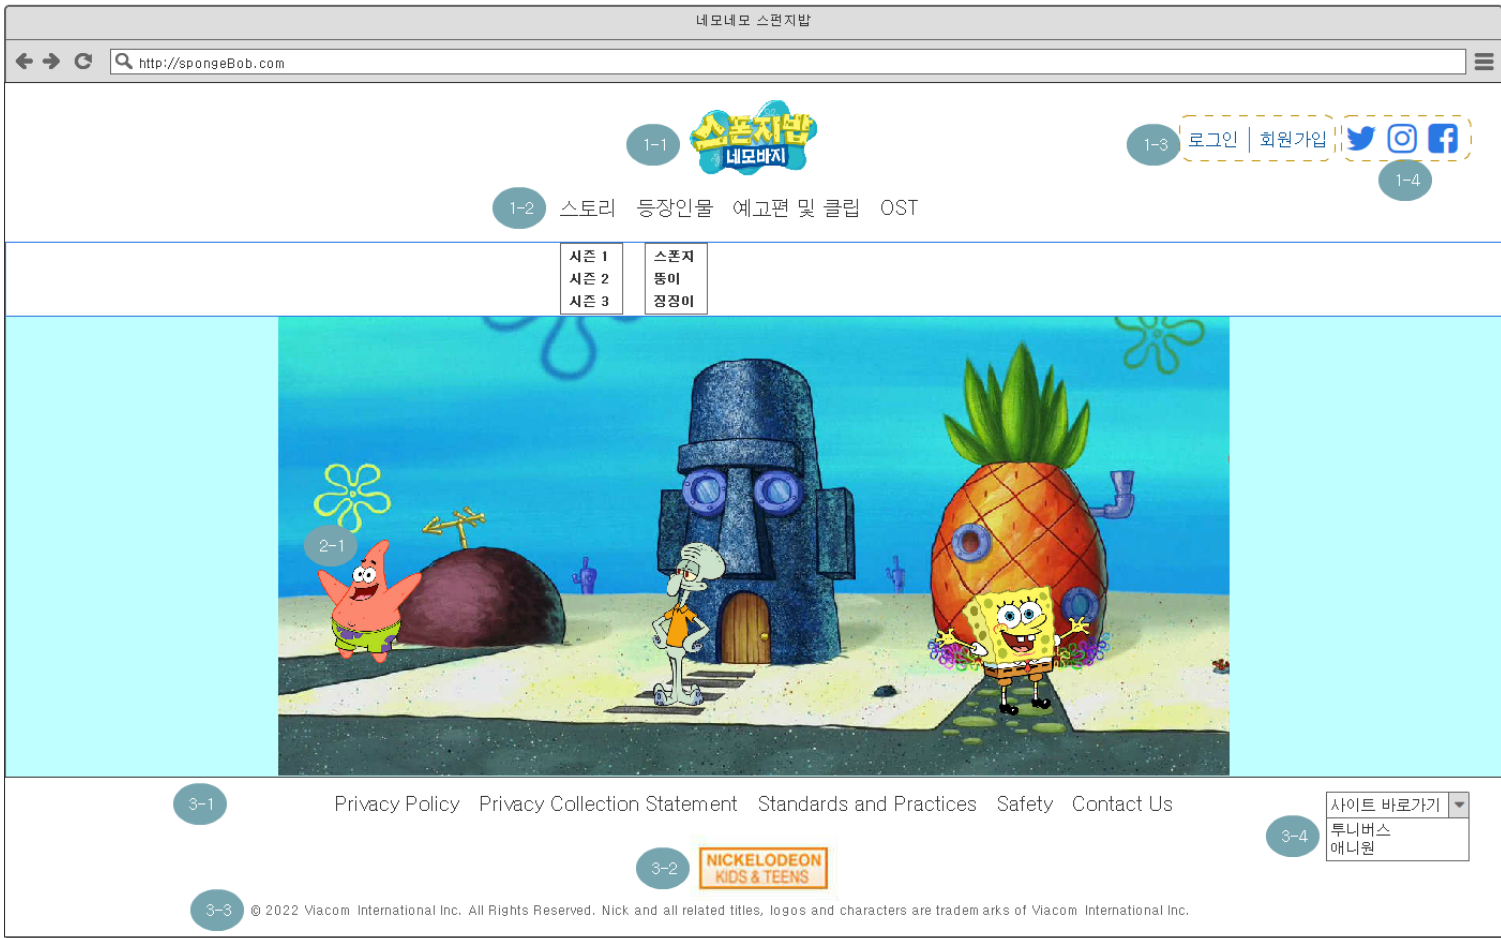 네모네모 스펀지밥
http://spongeBob.com
1-1
스폰지밥
네모바지
1-3
로그인 | 회원가입
1-4
1-2
스토리 등장인물 예고편 및 클립 OST
시즌 1
시즌 2
시즌 3
스폰지
뚱이
징징이
2-1
3-1
Privacy Policy Privacy Collection Statement Standards and Practices Safety Contact Us
사이트 바로가기
3-4
투니버스
애니원
3-2
NICKELODEON
KIDS & TEENS
3-3
© 2022 Viacom International Inc. All Rights Reserved. Nick and all related titles, logos and characters are trademarks of Viacom International Inc.